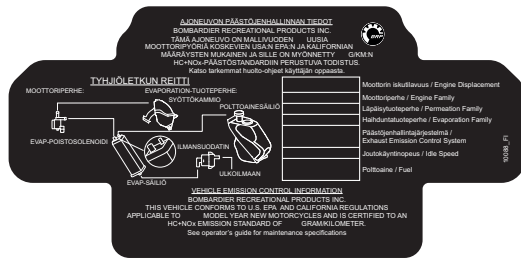 AJONEUVON PÄÄSTÖJENHALLINNAN TIEDOT
BOMBARDIER RECREATIONAL PRODUCTS INC.
TÄMÄ AJONEUVO ON MALLIVUODEN UUSIA
MOOTTORIPYÖRIÄ KOSKEVIEN USA:N EPA:N JA KALIFORNIAN
MÄÄRÄYSTEN MUKAINEN JA SILLE ON MYÖNNETTY G/KM:N
HC+NOx-PÄÄSTÖRAJOIHIN PERUSTUVA TODISTUS.
Katso tarkemmat huolto-ohjeet käyttäjän oppaasta.
brp
TYHJIÖLETKUN REITTI
MOOTTORIPERHE:
EVAPORATION-TUOTEPERHE:
SYÖTTÖKAMMIO
POLTTOAINESÄILIÖ
EVAP-POISTOSOLENOIDI
ILMANSUODATIN
ULKOILMAAN
EVAP-SÄILIÖ
Moottorin iskutilavuus / Engine Displacement
Moottoriperhe / Engine Family
Läpäisytuoteperhe / Permeation Family
Haihduntatuoteperhe / Evaporation Family
Päästöjenhallintajärjestelmä /
Exhaust Emission Control System
Joutokäyntinopeus / Idle Speed
Polttoaine / Fuel
10088_FI
VEHICLE EMISSION CONTROL INFORMATION
BOMBARDIER RECREATIONAL PRODUCTS INC.
THIS VEHICLE CONFORMS TO U.S. EPA AND CALIFORNIA REGULATIONS
APPLICABLE TO MODEL YEAR NEW MOTORCYCLES AND IS CERTIFIED TO AN
HC+NOx EMISSION STANDARD OF GRAM/KILOMETER.
See operator's guide for maintenance specifications